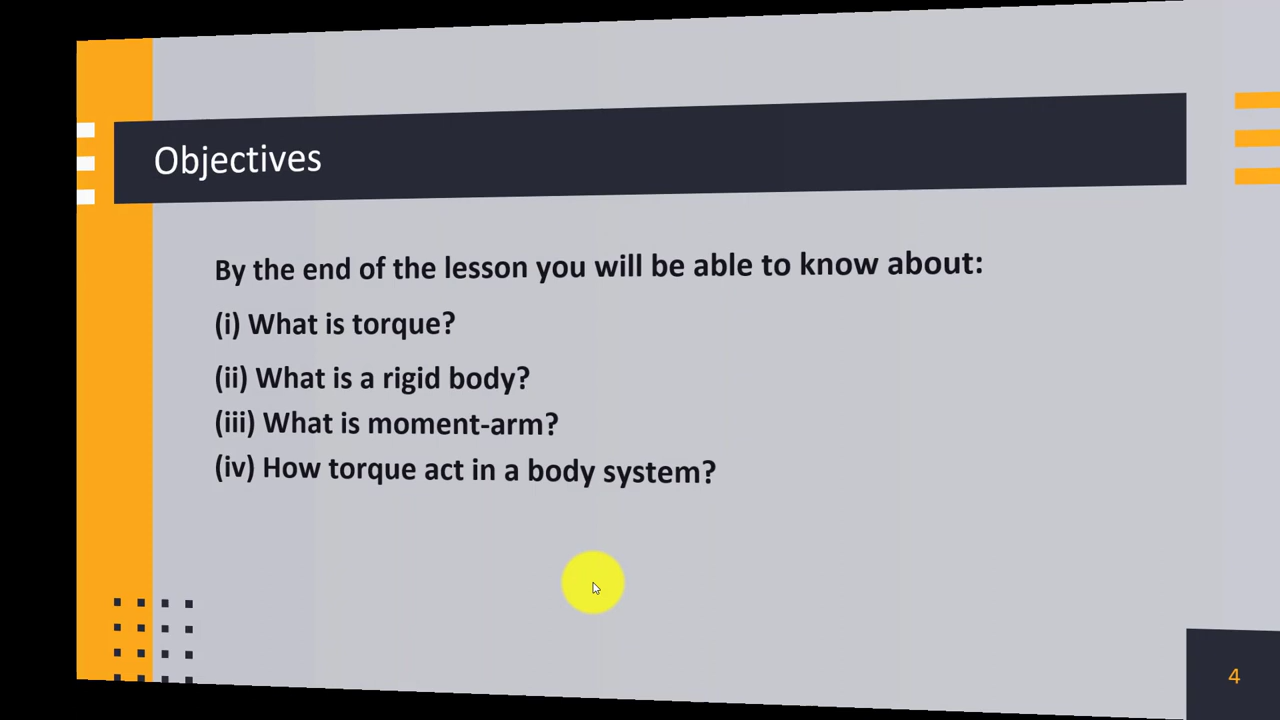 Objectives
By the end of the lesson you will be able to know about:
(i) What is torque?
(ii) What is a rigid body?
(iii) What is moment-arm?
(iv) How torque act in a body system?
4